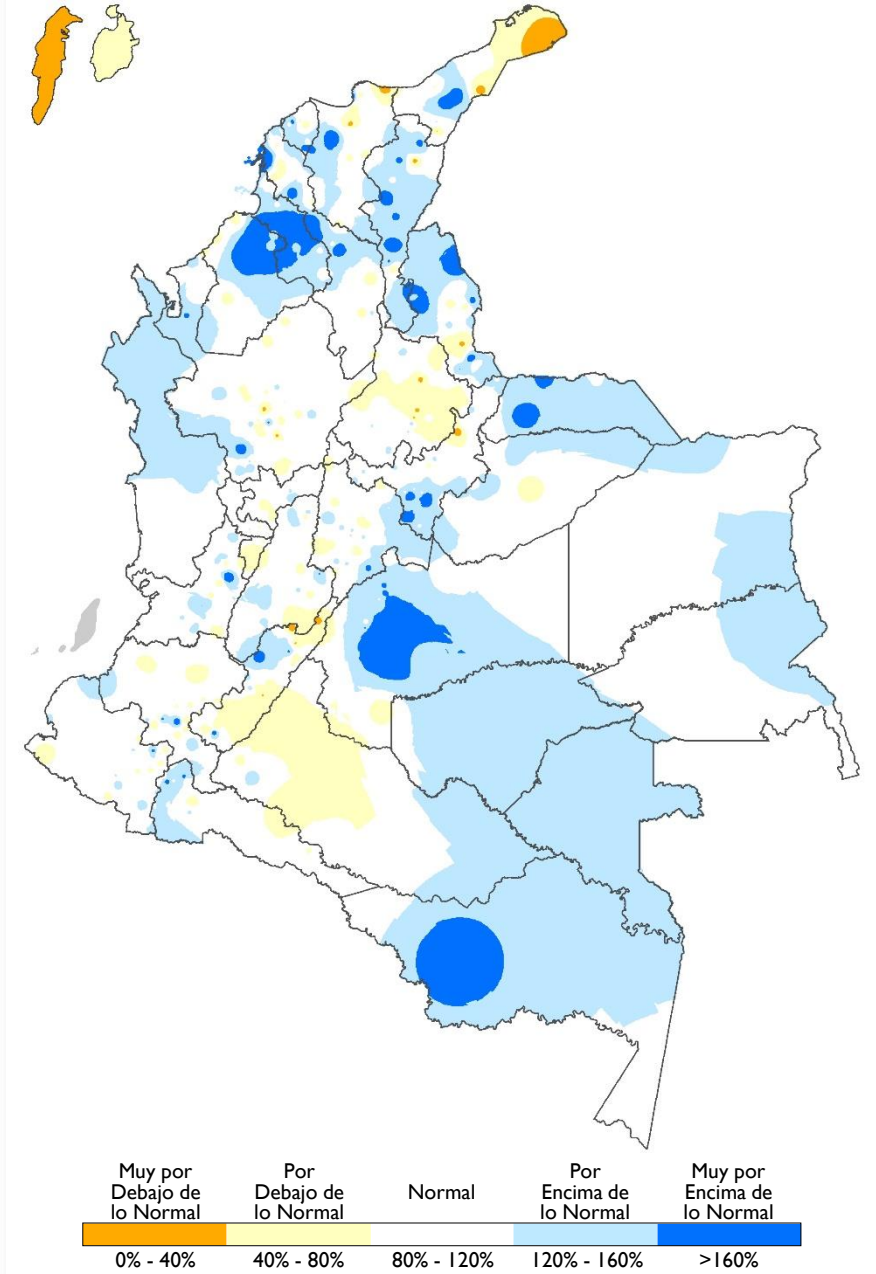 Muy por
Debajo de
lo Normal
Por
Debajo de
lo Normal
Normal
Por
Encima de
lo Normal
Muy por
Encima de
lo Normal
0% - 40%
40% - 80%
80% - 120%
120% - 160%
>160%